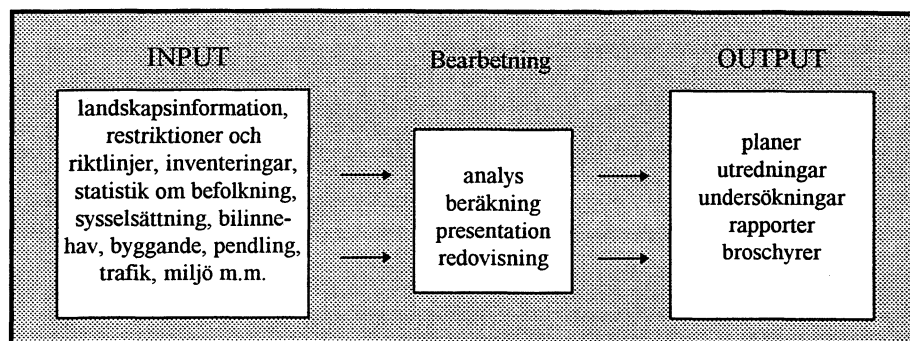 INPUT
landskapsinformation,
restriktioner och
riktlinjer, inventeringar,
statistik om befolkning,
sysselsättning, bilinne-
hav, byggande, pendling,
trafik, miljö m.m.
Bearbetning
analys
beräkning
presentation
redovisning
OUTPUT
planer
utredningar
undersökningar
rapporter
broschyrer